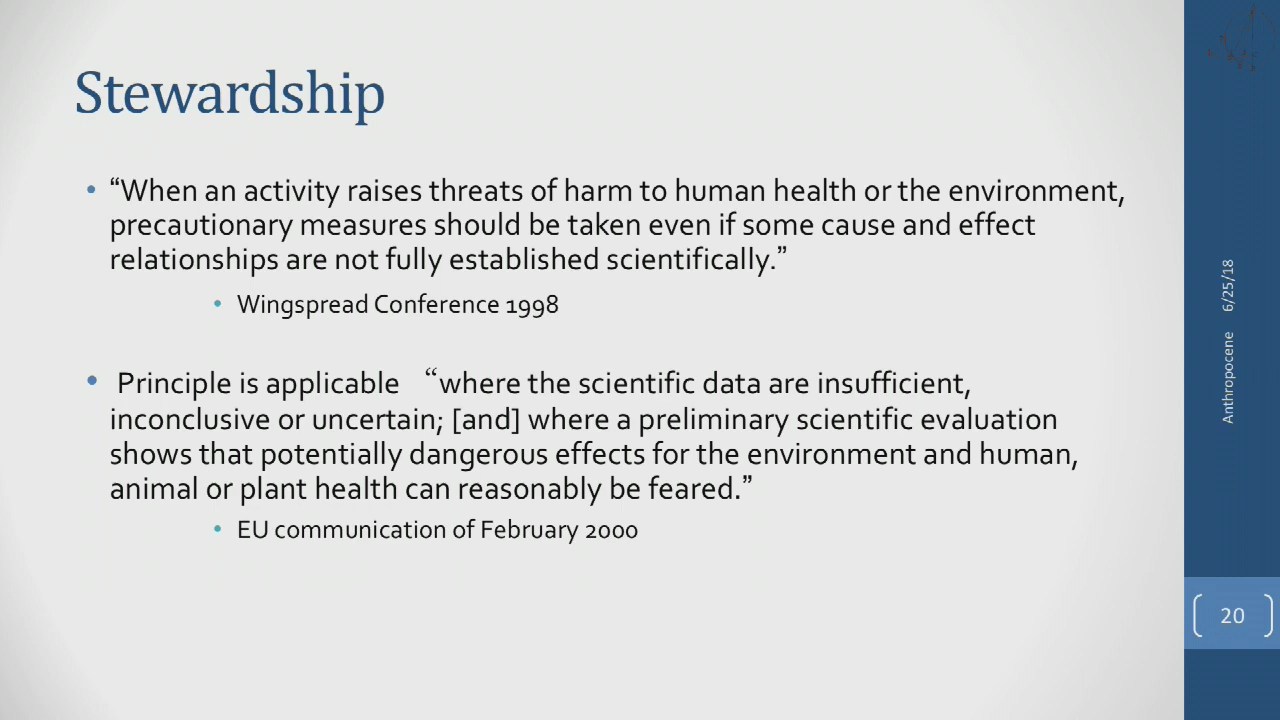 Stewardship
• “When an activity raises threats of harm to human health or the environment,
precautionary measures should be taken even if some cause and effect
relationships are not fully established scientifically.”
• Wingspread Conference 1998
• Principle is applicable “where the scientific data are insufficient,
inconclusive or uncertain; [and] where a preliminary scientific evaluation
shows that potentially dangerous effects for the environment and human,
animal or plant health can reasonably be feared.”
• EU communication of February 2000
Anthropocene 6/25/18
20